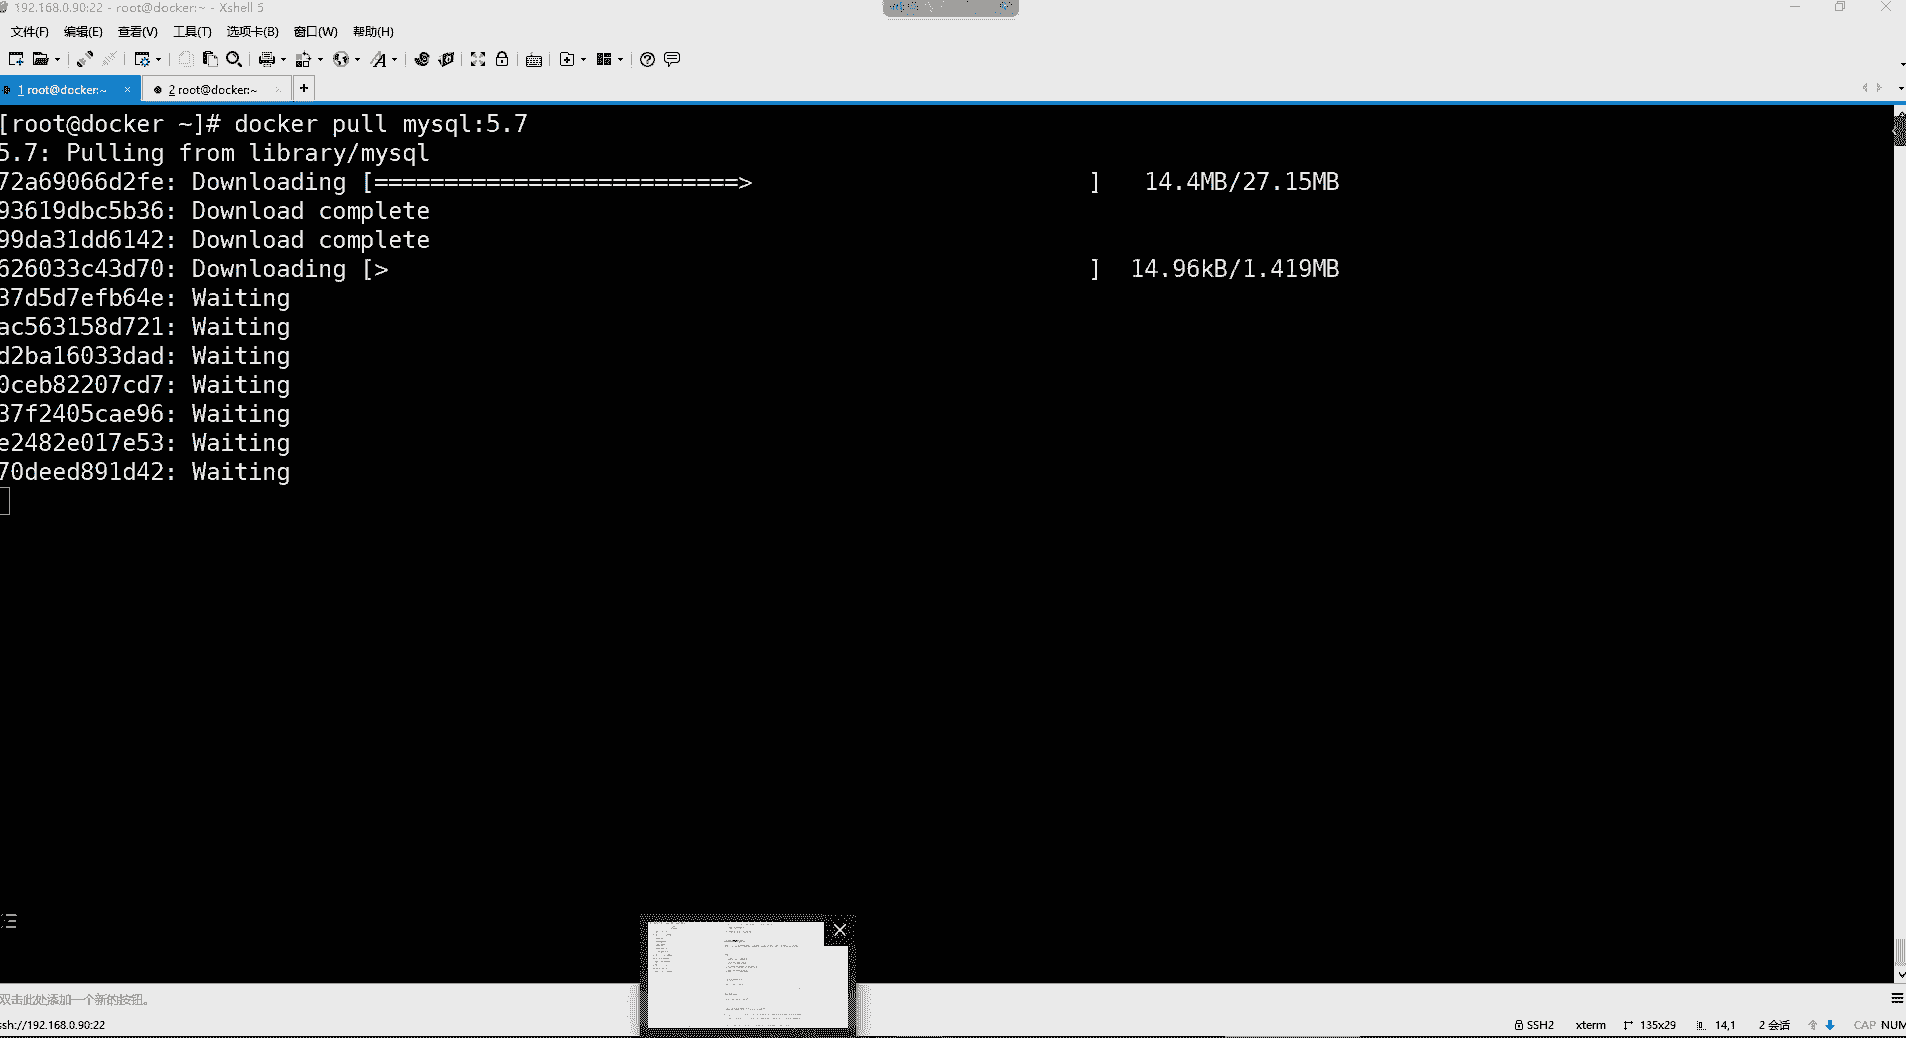 192.168.0.90:22 - root@docker:~ - Xshell 5
文件(F) 编辑(E) 查看(V) 工具(T) 选项卡(B) 窗口(W) 帮助(H)
1 root@docker:~ × 2 root@docker:~ × +
[root@docker ~]# docker pull mysql:5.7
5.7: Pulling from library/mysql
72a69066d2fe: Downloading [==========================> ] 14.4MB/27.15MB
93619dbc5b36: Download complete
99da31dd6142: Download complete
626033c43d70: Downloading [> ] 14.96kB/1.419MB
37d5d7efb64e: Waiting
ac563158d721: Waiting
d2ba16033dad: Waiting
0ceb82207cd7: Waiting
37f2405cae96: Waiting
e2482e017e53: Waiting
70deed891d42: Waiting
双击此处添加一个新的按钮。
ssh://192.168.0.90:22 SSH2 xterm 135x29 14,1 2 会话 CAP NUM